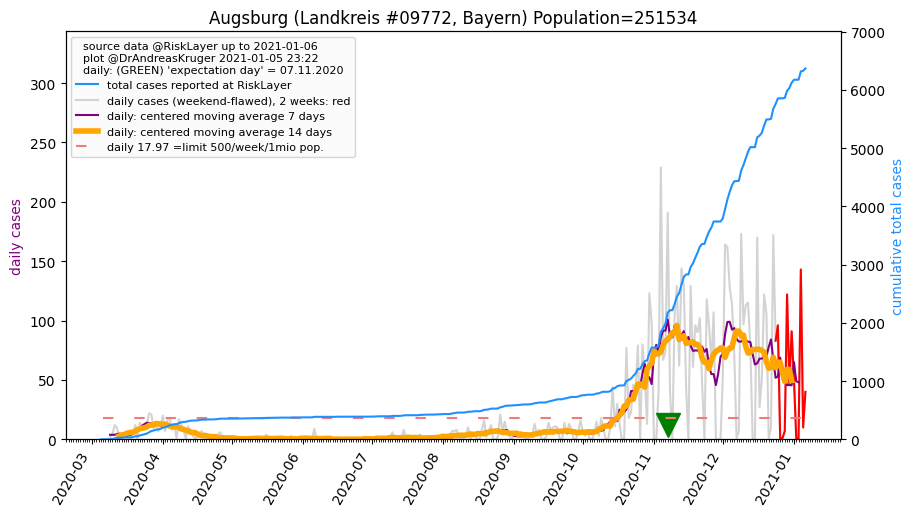 Augsburg (Landkreis #09772, Bayern) Population=251534
source data @RiskLayer up to 2021-01-06
plot @DrAndreasKruger 2021-01-05 23:22
daily: (GREEN) 'expectation day' = 07.11.2020
total cases reported at RiskLayer
daily cases (weekend-flawed), 2 weeks: red
daily: centered moving average 7 days
daily: centered moving average 14 days
daily 17.97 =limit 500/week/1mio pop.
daily cases
300
250
200
150
100
50
0
cumulative total cases
7000
6000
5000
4000
3000
2000
1000
0
2020-03
2020-04
2020-05
2020-06
2020-07
2020-08
2020-09
2020-10
2020-11
2020-12
2021-01